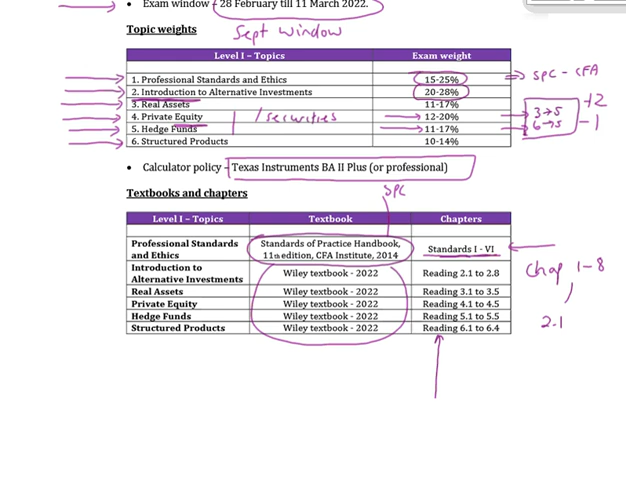 • Exam window – 28 February till 11 March 2022.
Topic weights
Sept window
Level I – Topics Exam weight
1. Professional Standards and Ethics 15-25% ⇒ SPC - CFA
2. Introduction to Alternative Investments 20-28%
3. Real Assets 11-17% +2
4. Private Equity / securities 12-20% 3→5
5. Hedge Funds 11-17% 6→5 -1
6. Structured Products 10-14%
• Calculator policy – Texas Instruments BA II Plus (or professional)
Textbooks and chapters
SPC
Level I – Topics Textbook Chapters
Professional Standards and Ethics Standards of Practice Handbook, 11th edition, CFA Institute, 2014 Standards I - VI
Introduction to Alternative Investments Wiley textbook - 2022 Reading 2.1 to 2.8
Chap 1-8
Real Assets Wiley textbook - 2022 Reading 3.1 to 3.5
Private Equity Wiley textbook - 2022 Reading 4.1 to 4.5
Hedge Funds Wiley textbook - 2022 Reading 5.1 to 5.5
Structured Products Wiley textbook - 2022 Reading 6.1 to 6.4
2.1